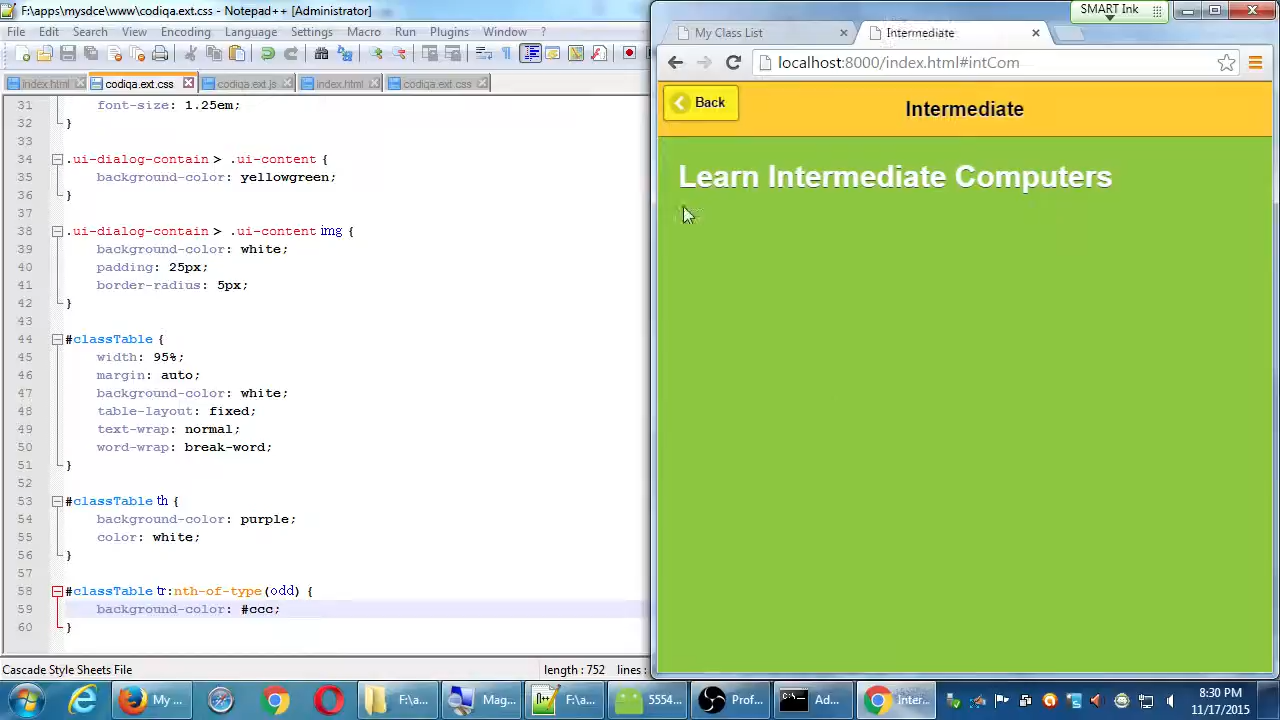 F:\apps\mysdce\www\codiqa.ext.css - Notepad++ [Administrator]
File Edit Search View Encoding Language Settings Macro Run Plugins Window ?
index.html codiqa.ext.css codiqa.ext.js index.html codiqa.ext.css
31 font-size: 1.25em;
32 }
33
34 .ui-dialog-contain > .ui-content {
35 background-color: yellowgreen;
36 }
37
38 .ui-dialog-contain > .ui-content img {
39 background-color: white;
40 padding: 25px;
41 border-radius: 5px;
42 }
43
44 #classTable {
45 width: 95%;
46 margin: auto;
47 background-color: white;
48 table-layout: fixed;
49 text-wrap: normal;
50 word-wrap: break-word;
51 }
52
53 #classTable th {
54 background-color: purple;
55 color: white;
56 }
57
58 #classTable tr:nth-of-type(odd) {
59 background-color: #ccc;
60 }
Cascade Style Sheets File length : 752 lines :
SMART Ink
My Class List Intermediate
localhost:8000/index.html#intCom
Back Intermediate
Learn Intermediate Computers
My ... F:\a... Mag... F:\a... 5554... Prof... Ad... Inter...
8:30 PM
11/17/2015